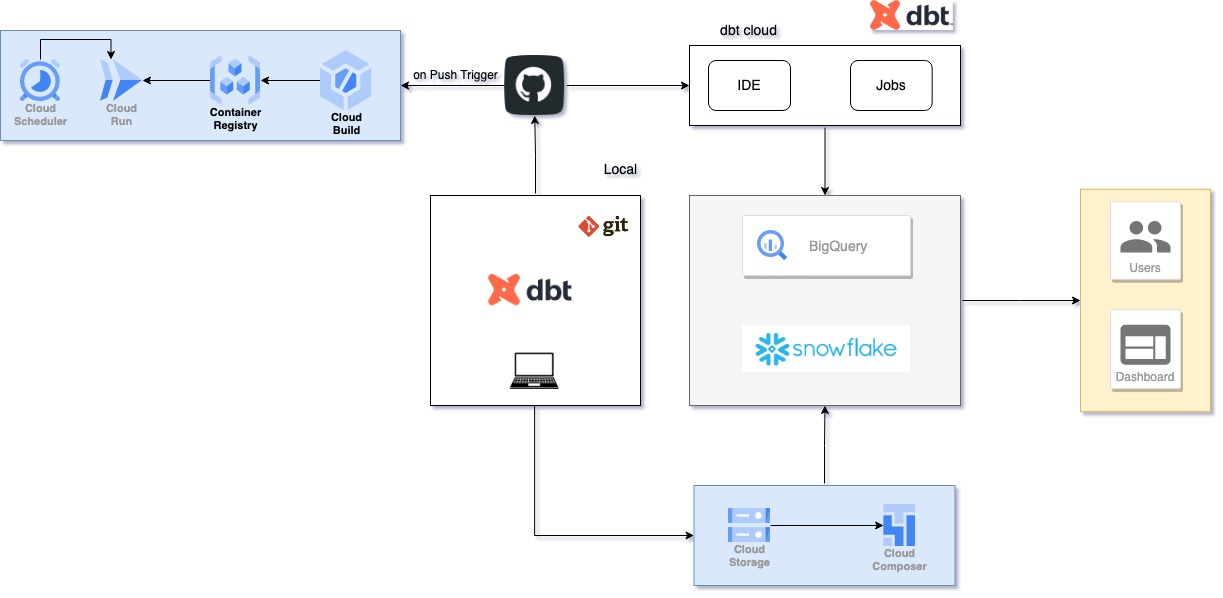 dbt
dbt cloud
on Push Trigger
IDE
Jobs
Cloud
Scheduler
Cloud
Run
Container
Registry
Cloud
Build
Local
git
dbt
BigQuery
snowflake
Users
Dashboard
Cloud
Storage
Cloud
Composer